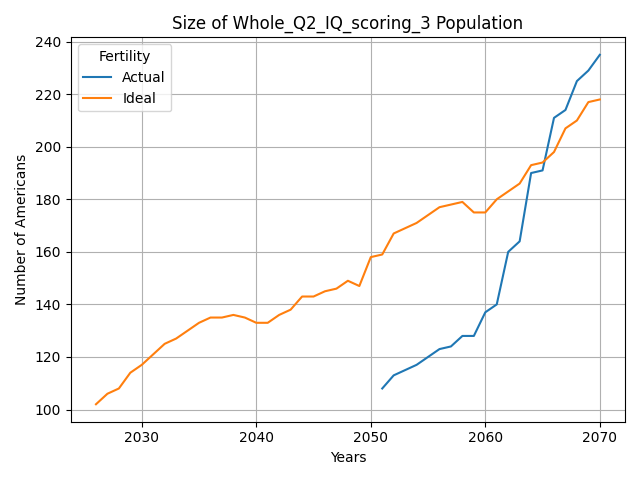 Size of Whole_Q2_IQ_scoring_3 Population
Fertility
Actual
Ideal
Number of Americans
240
220
200
180
160
140
120
100
2030 2040 2050 2060 2070
Years